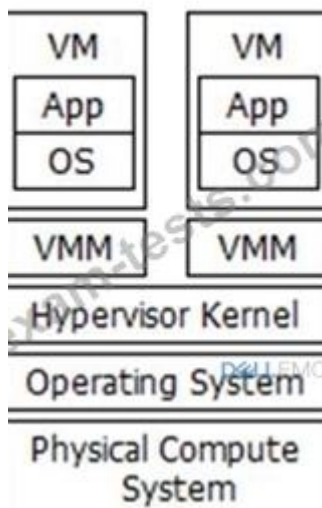 VM VM
App App
OS OS
VMM VMM
Hypervisor Kernel
Operating System
Physical Compute
System